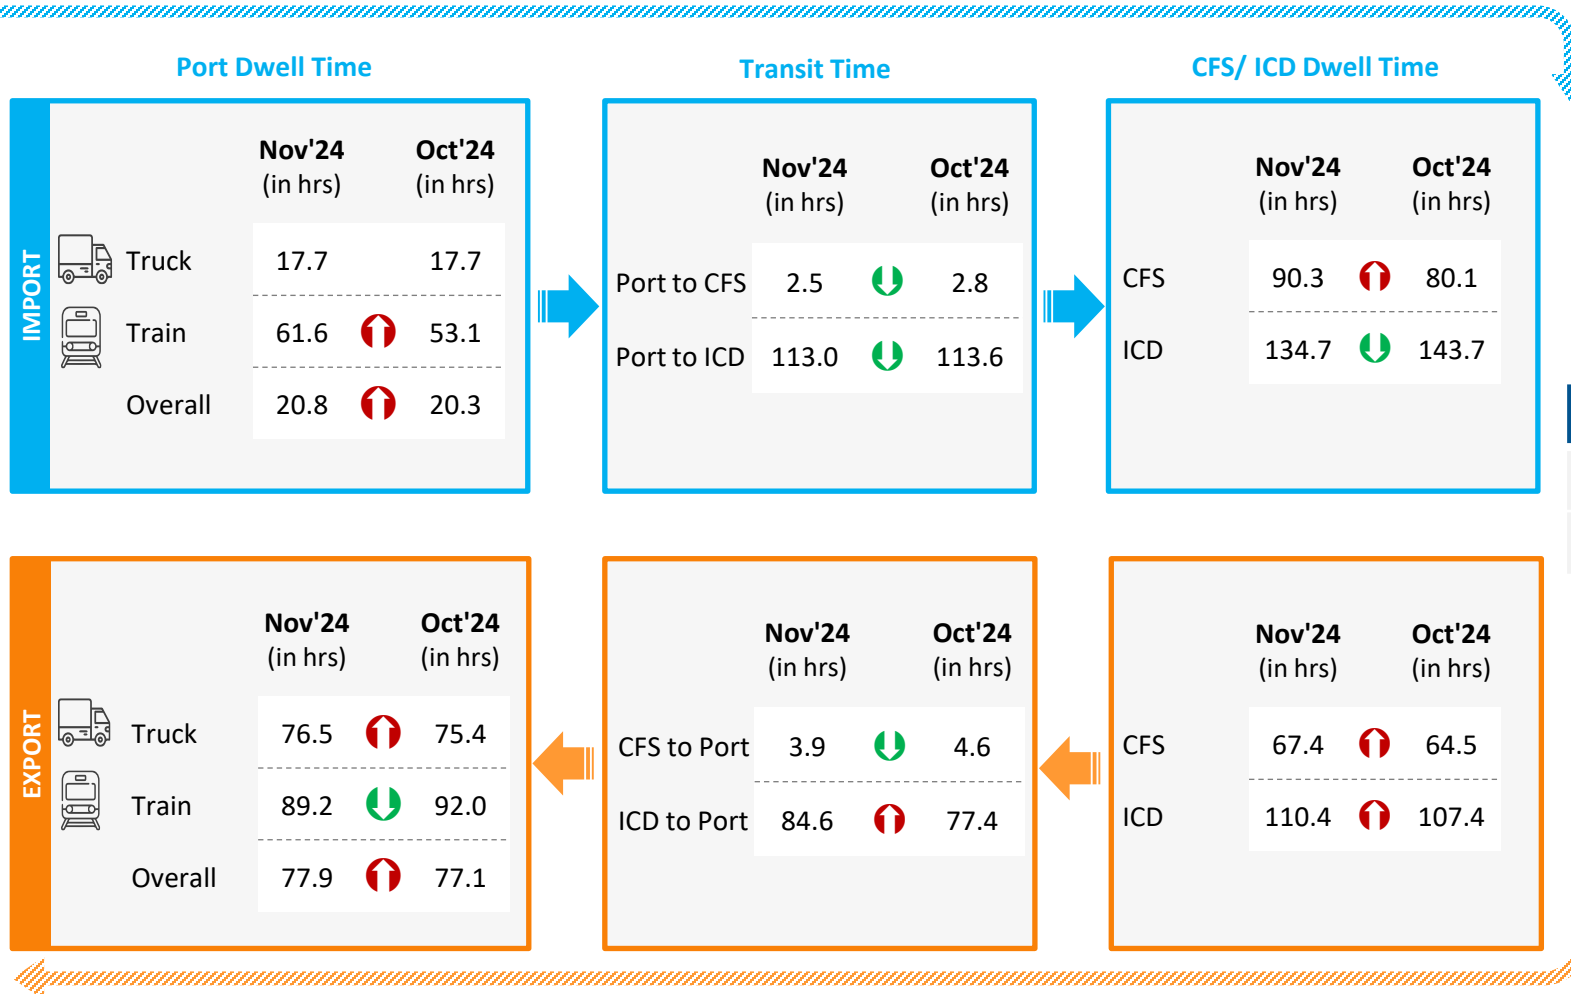 Port Dwell Time
Transit Time
CFS/ ICD Dwell Time
IMPORT
Nov'24 Oct'24
(in hrs) (in hrs)
Truck 17.7 17.7
Train 61.6 53.1
Overall 20.8 20.3
Nov'24 Oct'24
(in hrs) (in hrs)
Port to CFS 2.5 2.8
Port to ICD 113.0 113.6
Nov'24 Oct'24
(in hrs) (in hrs)
CFS 90.3 80.1
ICD 134.7 143.7
EXPORT
Nov'24 Oct'24
(in hrs) (in hrs)
Truck 76.5 75.4
Train 89.2 92.0
Overall 77.9 77.1
Nov'24 Oct'24
(in hrs) (in hrs)
CFS to Port 3.9 4.6
ICD to Port 84.6 77.4
Nov'24 Oct'24
(in hrs) (in hrs)
CFS 67.4 64.5
ICD 110.4 107.4